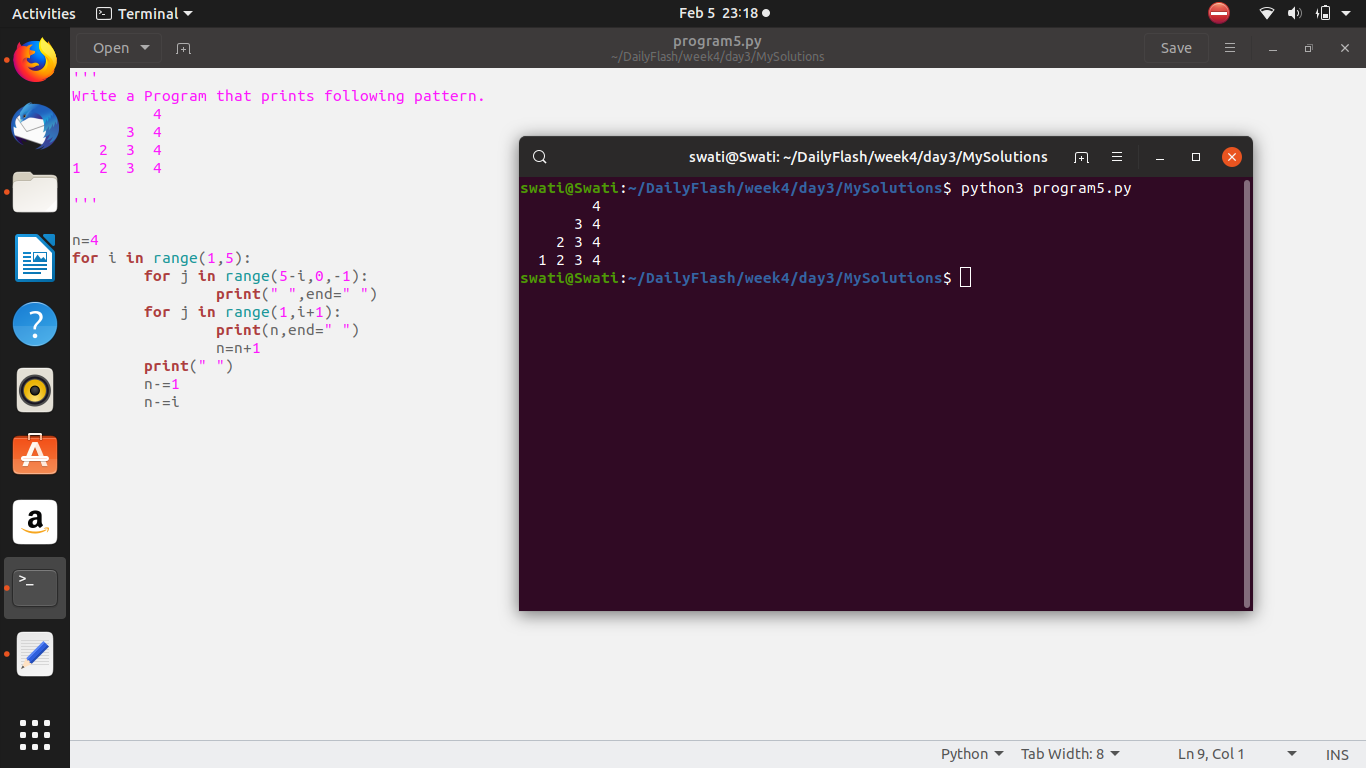 Activities Terminal Feb 5 23:18
Open program5.py Save
~/DailyFlash/week4/day3/MySolutions
'''
Write a Program that prints following pattern.
         4
      3  4
   2  3  4
1  2  3  4
'''
n=4
for i in range(1,5):
        for j in range(5-i,0,-1):
                print(" ",end=" ")
        for j in range(1,i+1):
                print(n,end=" ")
                n=n+1
        print(" ")
        n-=1
        n-=i
swati@Swati: ~/DailyFlash/week4/day3/MySolutions
swati@Swati:~/DailyFlash/week4/day3/MySolutions$ python3 program5.py
        4
      3 4
    2 3 4
  1 2 3 4
swati@Swati:~/DailyFlash/week4/day3/MySolutions$
?
A
a
>_
Python Tab Width: 8 Ln 9, Col 1 INS